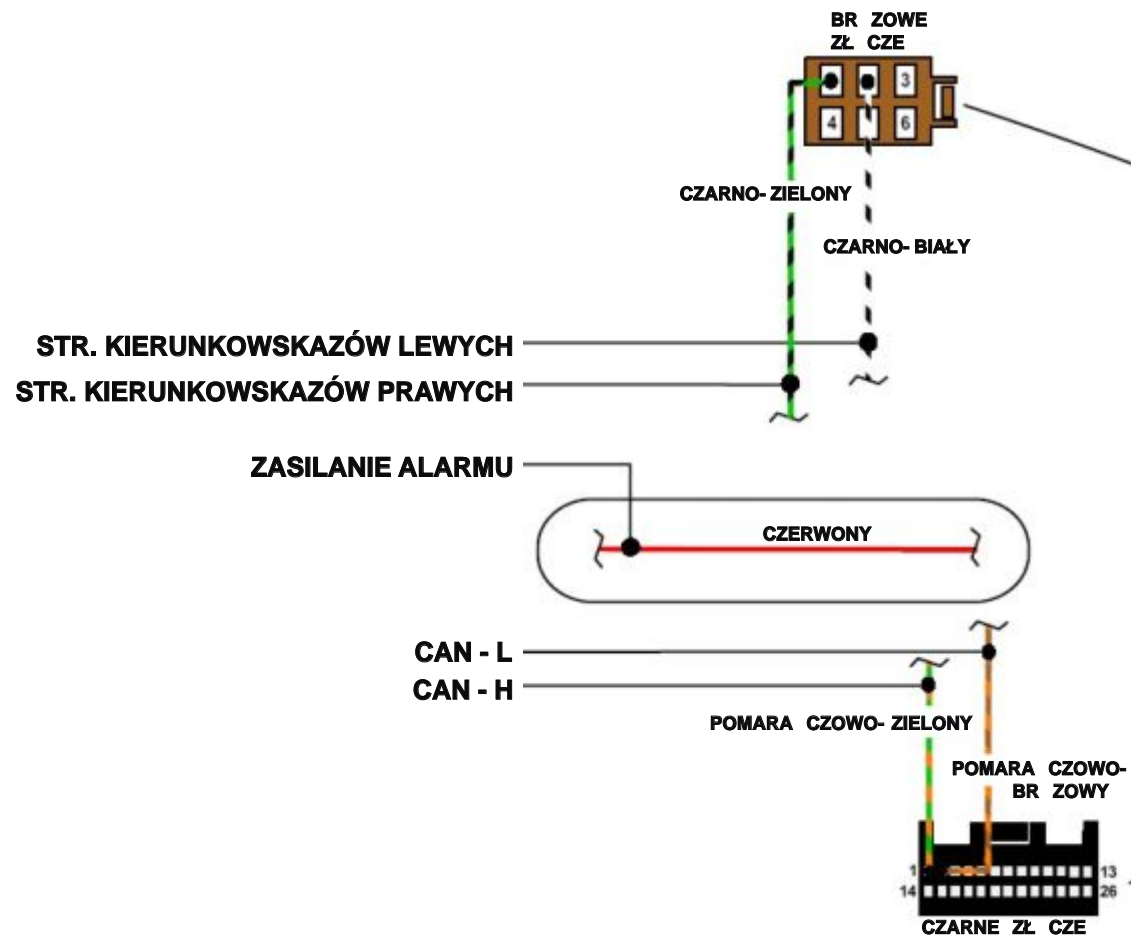 BR ZOWE
ZŁ CZE
3
4 6
CZARNO- ZIELONY
CZARNO- BIAŁY
STR. KIERUNKOWSKAZÓW LEWYCH
STR. KIERUNKOWSKAZÓW PRAWYCH
ZASILANIE ALARMU
CZERWONY
CAN - L
CAN - H
POMARA CZOWO- ZIELONY
POMARA CZOWO-
BR ZOWY
1 13
14 26
CZARNE ZŁ CZE